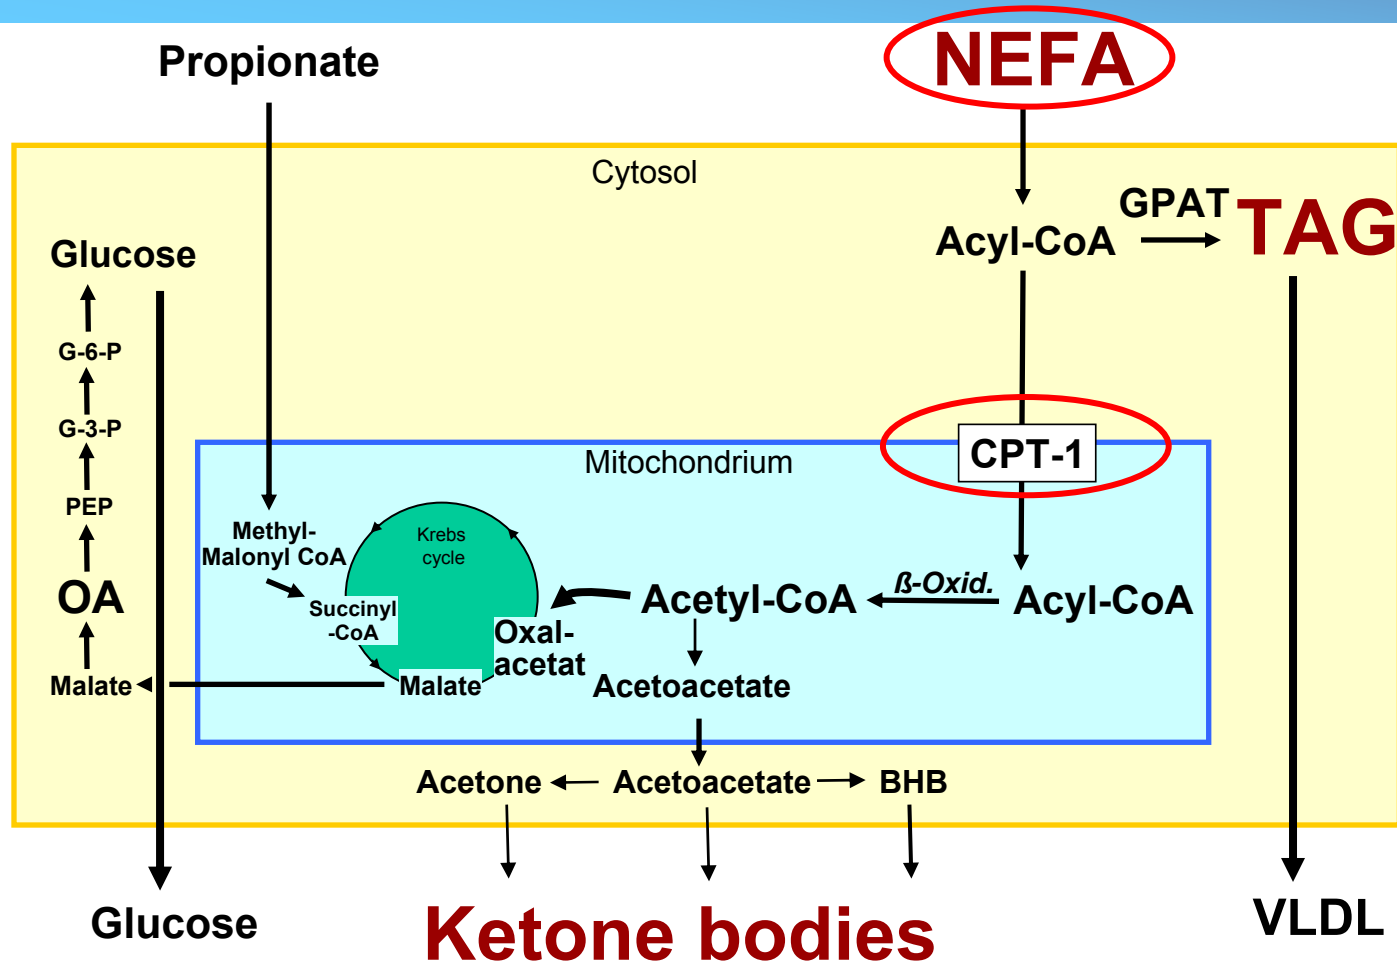 Propionate
NEFA
Cytosol
GPAT
TAG
Acyl-CoA
Glucose
G-6-P
G-3-P
PEP
OA
Malate
CPT-1
Mitochondrium
Methyl-
Malonyl CoA
Krebs
cycle
Succinyl
-CoA
Oxal-
acetat
Malate
Acetyl-CoA
ß-Oxid.
Acyl-CoA
Acetoacetate
Acetone
Acetoacetate
BHB
Glucose
Ketone bodies
VLDL